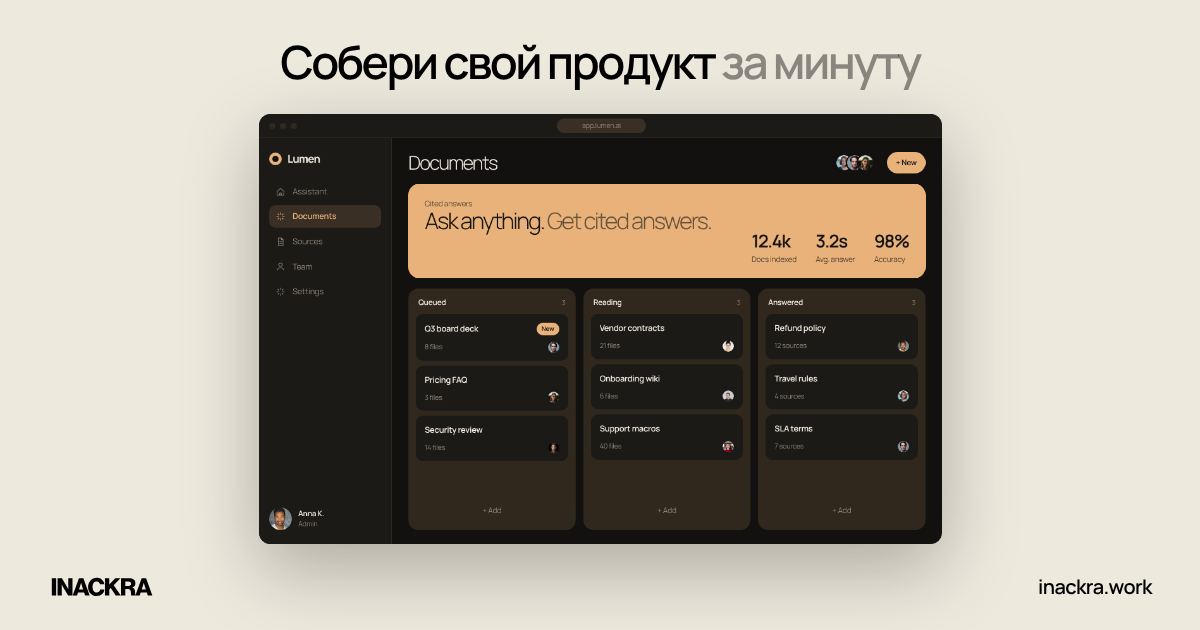 Собери свой продукт за минуту
app.lumen.ai
Lumen
Assistant
Documents
Sources
Team
Settings
Anna K.
Admin
Documents
+ New
Cited answers
Ask anything. Get cited answers.
12.4k
Docs indexed
3.2s
Avg. answer
98%
Accuracy
Queued 3
Q3 board deck New
8 files
Pricing FAQ
3 files
Security review
14 files
+ Add
Reading 3
Vendor contracts
21 files
Onboarding wiki
6 files
Support macros
40 files
+ Add
Answered 3
Refund policy
12 sources
Travel rules
4 sources
SLA terms
7 sources
+ Add
INACKRA
inackra.work